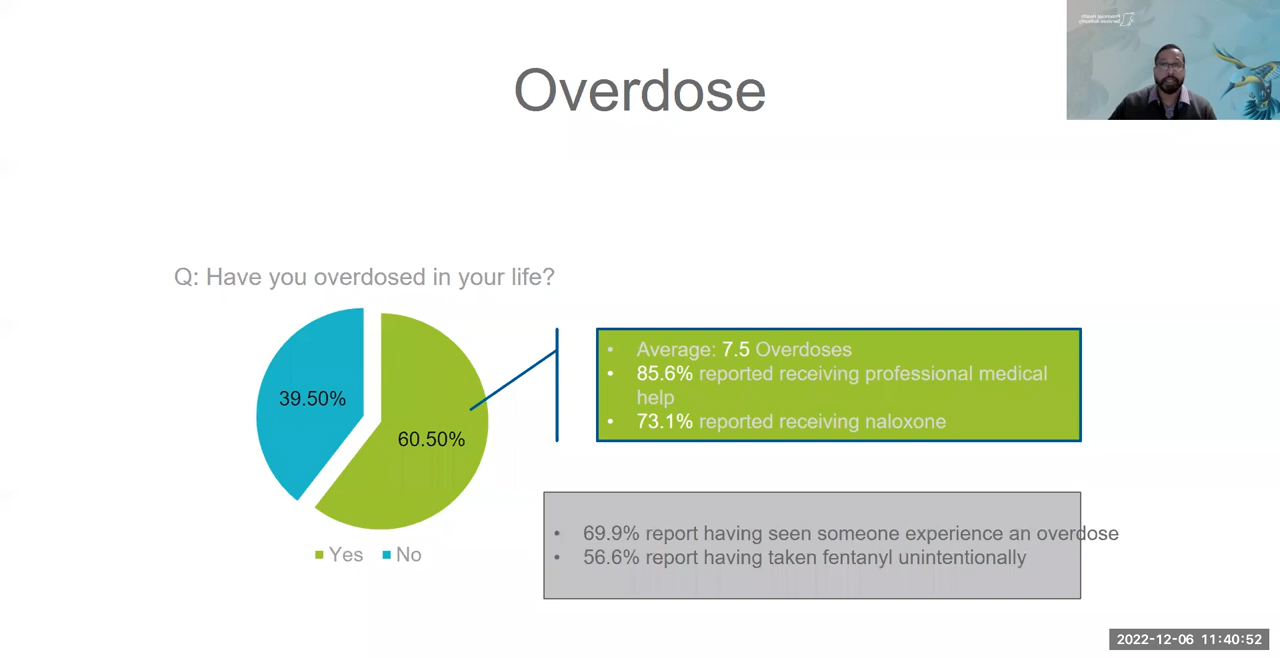 Overdose
Q: Have you overdosed in your life?
39.50%
60.50%
Yes No
• Average: 7.5 Overdoses
• 85.6% reported receiving professional medical
help
• 73.1% reported receiving naloxone
• 69.9% report having seen someone experience an overdose
• 56.6% report having taken fentanyl unintentionally
2022-12-06 11:40:52